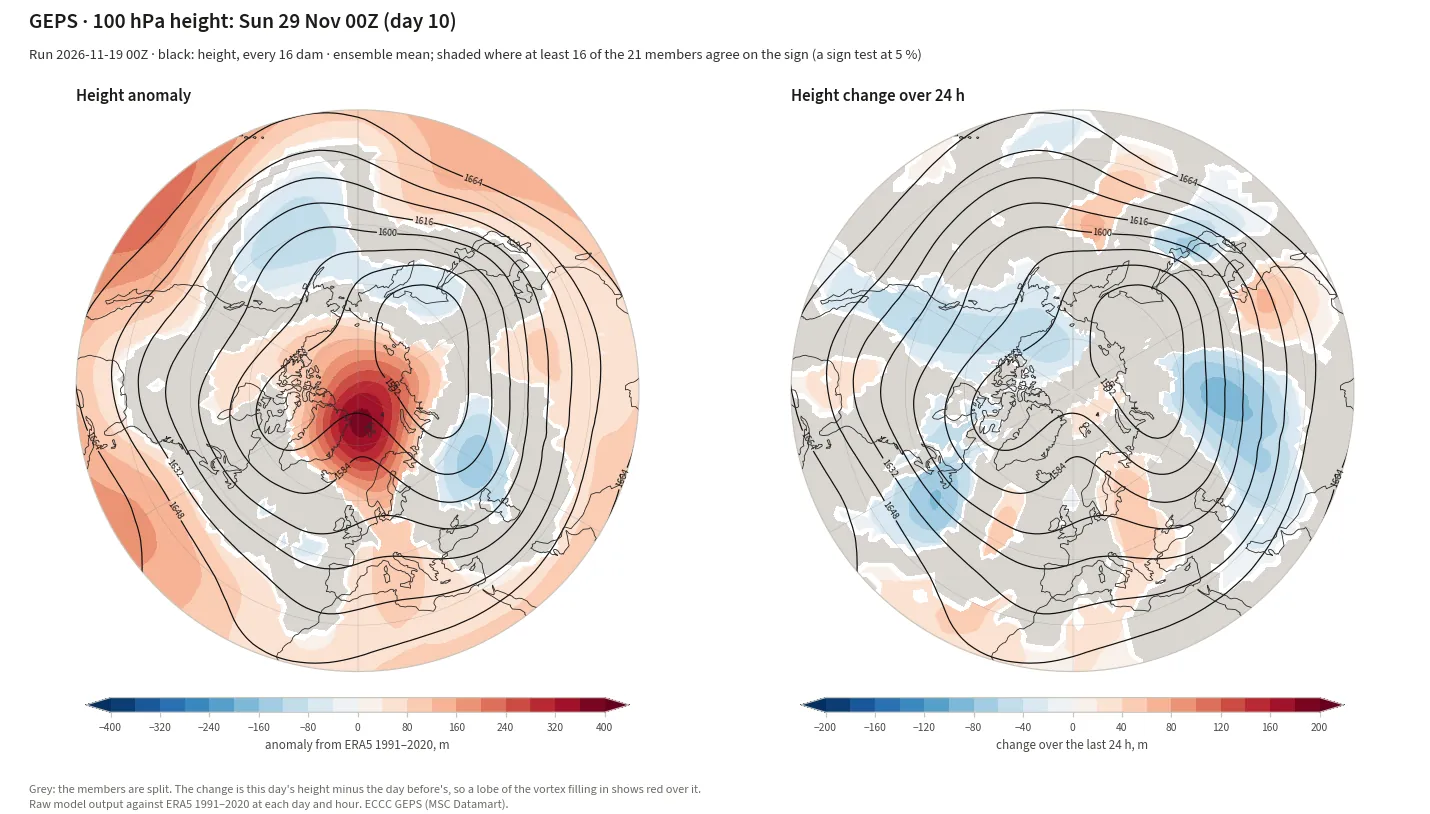 GEPS · 100 hPa height: Sun 29 Nov 00Z (day 10)
Run 2026-11-19 00Z · black: height, every 16 dam · ensemble mean; shaded where at least 16 of the 21 members agree on the sign (a sign test at 5 %)
Height anomaly
Height change over 24 h
1664
1616
1600
1584
1632
1648
1664
1616
1600
1584
1632
1648
−400 −320 −240 −160 −80 0 80 160 240 320 400
anomaly from ERA5 1991–2020, m
−200 −160 −120 −80 −40 0 40 80 120 160 200
change over the last 24 h, m
Grey: the members are split. The change is this day's height minus the day before's, so a lobe of the vortex filling in shows red over it.
Raw model output against ERA5 1991–2020 at each day and hour. ECCC GEPS (MSC Datamart).